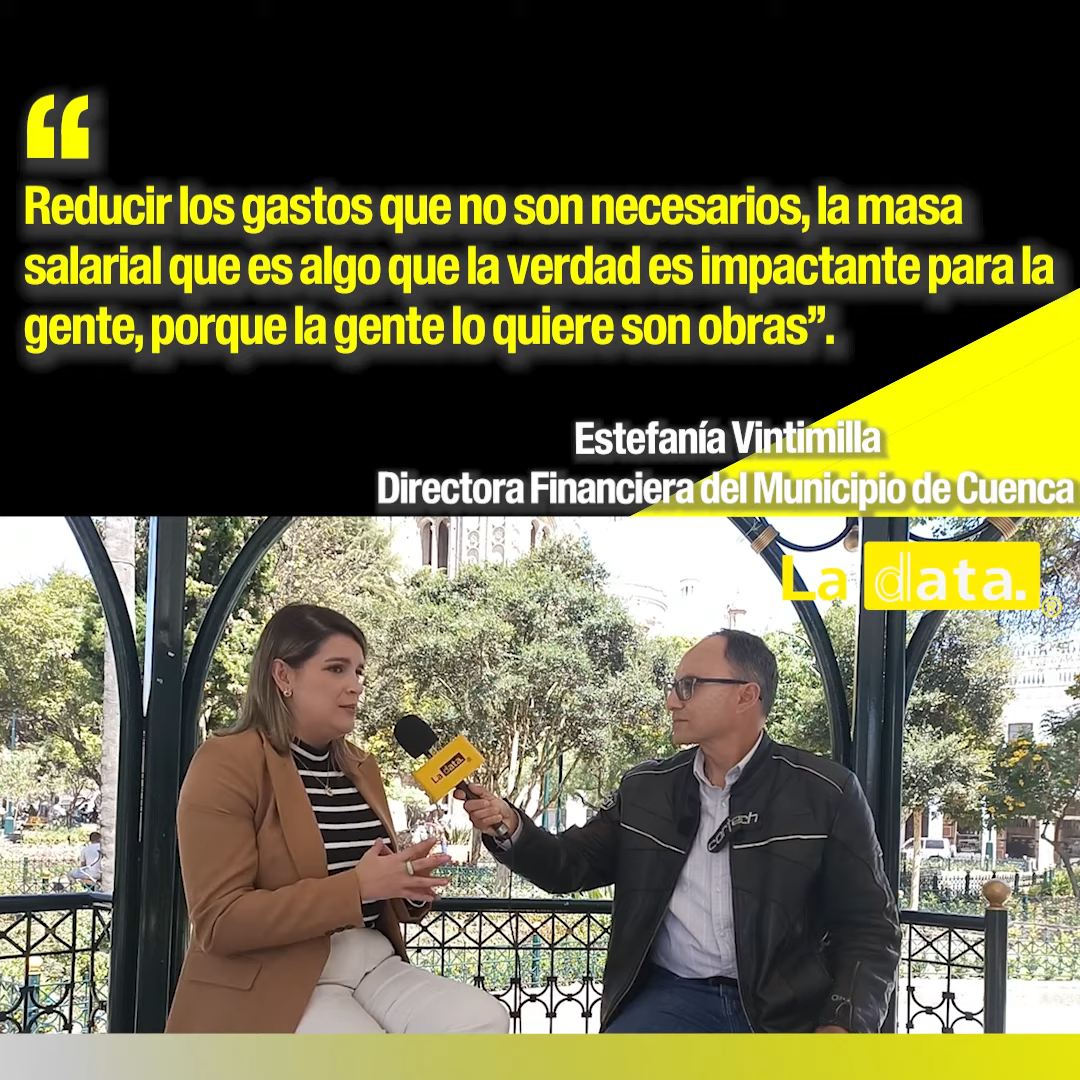 “
Reducir los gastos que no son necesarios, la masa
salarial que es algo que la verdad es impactante para la
gente, porque la gente lo quiere son obras”.
Estefanía Vintimilla
Directora Financiera del Municipio de Cuenca
La data.®
La data.®
cortech